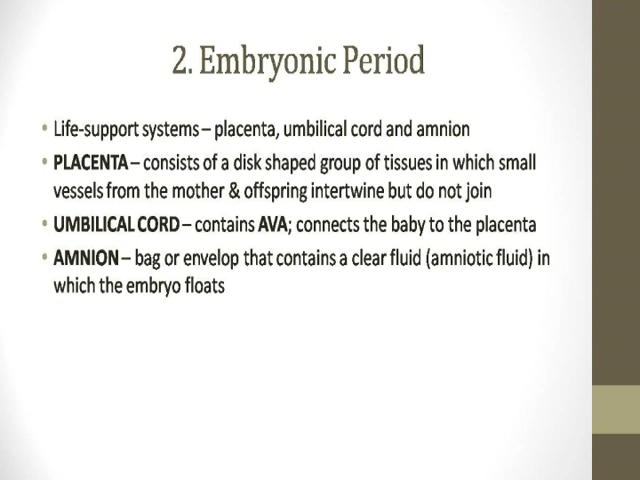 2. Embryonic Period
• Life-support systems – placenta, umbilical cord and amnion
• PLACENTA – consists of a disk shaped group of tissues in which small
vessels from the mother & offspring intertwine but do not join
• UMBILICAL CORD – contains AVA; connects the baby to the placenta
• AMNION – bag or envelop that contains a clear fluid (amniotic fluid) in
which the embryo floats